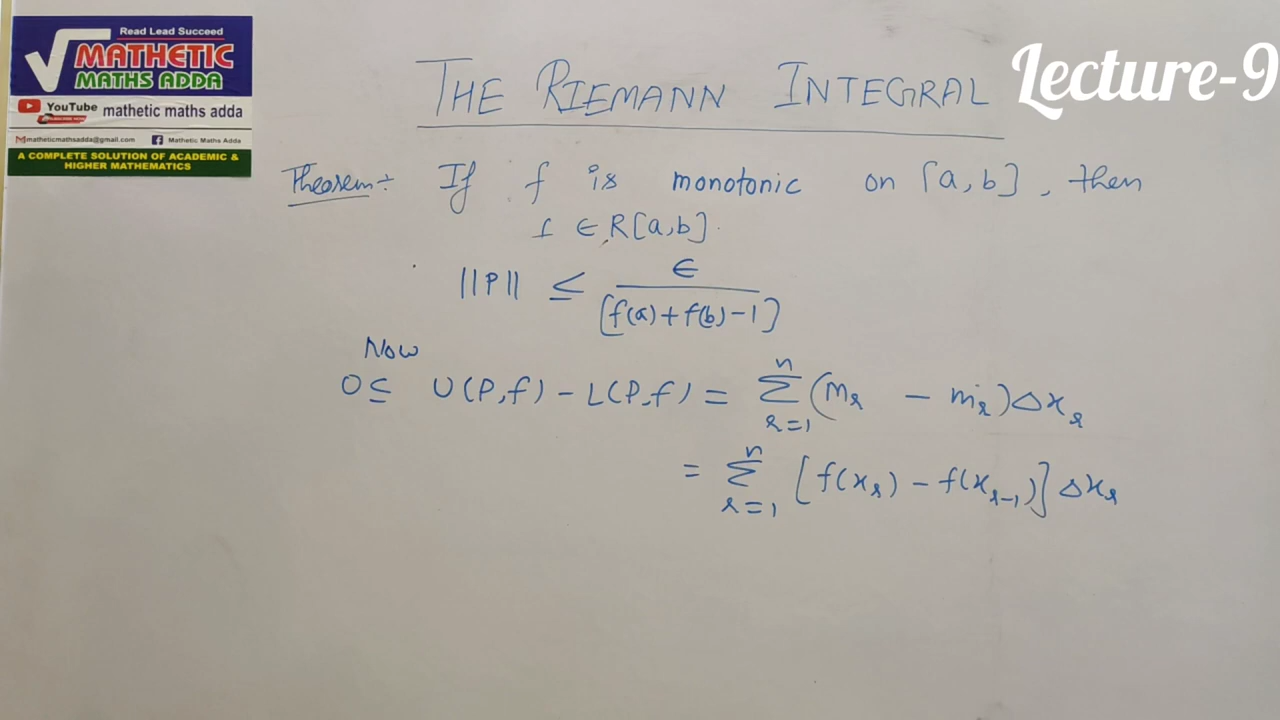 Read Lead Succeed
MATHETIC
MATHS ADDA
YouTube mathetic maths adda
SUBSCRIBE NOW
matheticmathsadda@gmail.com Mathetic Maths Adda
A COMPLETE SOLUTION OF ACADEMIC &
HIGHER MATHEMATICS
THE RIEMANN INTEGRAL
Lecture-9
Theorem÷ If f is monotonic on [a,b], then
f ∈ R[a,b].
||P|| ≤ ∈ / [f(a)+f(b)-1]
Now
0≤ U(P,f) - L(P,f) = Σ_{r=1}^{n} (M_r - m_r)Δx_r
= Σ_{r=1}^{n} [f(x_r) - f(x_{r-1})] Δx_r